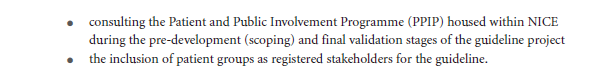 • consulting the Patient and Public Involvement Programme (PPIP) housed within NICE
during the pre-development (scoping) and final validation stages of the guideline project
• the inclusion of patient groups as registered stakeholders for the guideline.